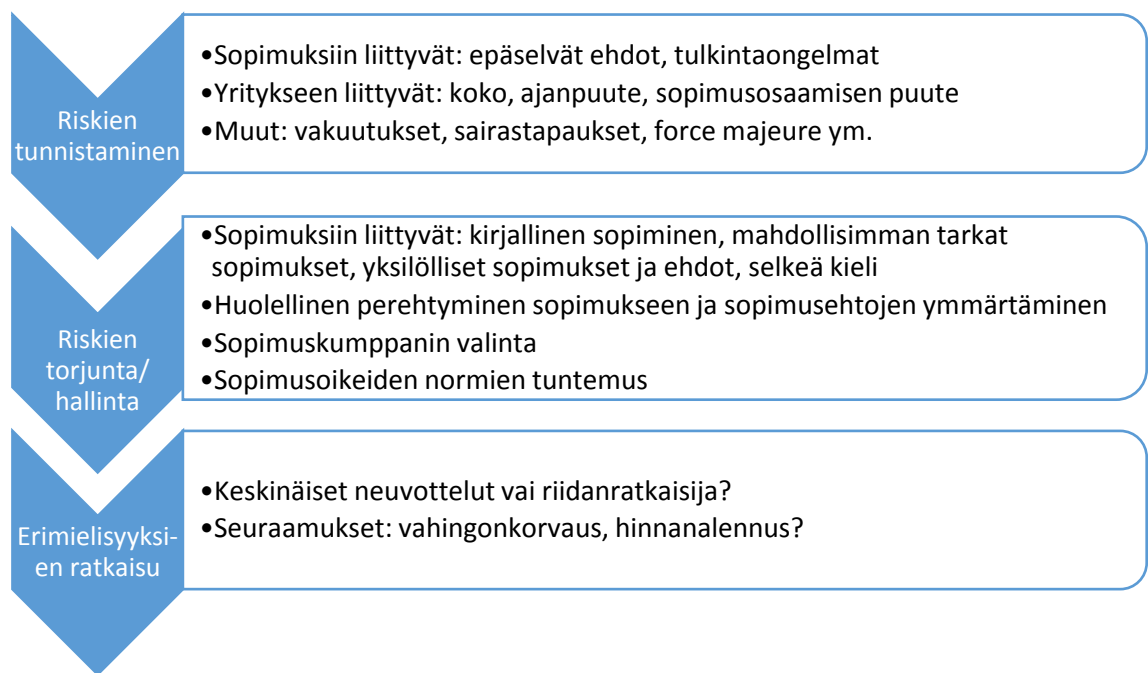 Riskien
tunnistaminen
•Sopimuksiin liittyvät: epäselvät ehdot, tulkintaongelmat
•Yritykseen liittyvät: koko, ajanpuute, sopimusosaamisen puute
•Muut: vakuutukset, sairastapaukset, force majeure ym.
Riskien
torjunta/
hallinta
•Sopimuksiin liittyvät: kirjallinen sopiminen, mahdollisimman tarkat
sopimukset, yksilölliset sopimukset ja ehdot, selkeä kieli
•Huolellinen perehtyminen sopimukseen ja sopimusehtojen ymmärtäminen
•Sopimuskumppanin valinta
•Sopimusoikeiden normien tuntemus
Erimielisyyksi-
en ratkaisu
•Keskinäiset neuvottelut vai riidanratkaisija?
•Seuraamukset: vahingonkorvaus, hinnanalennus?